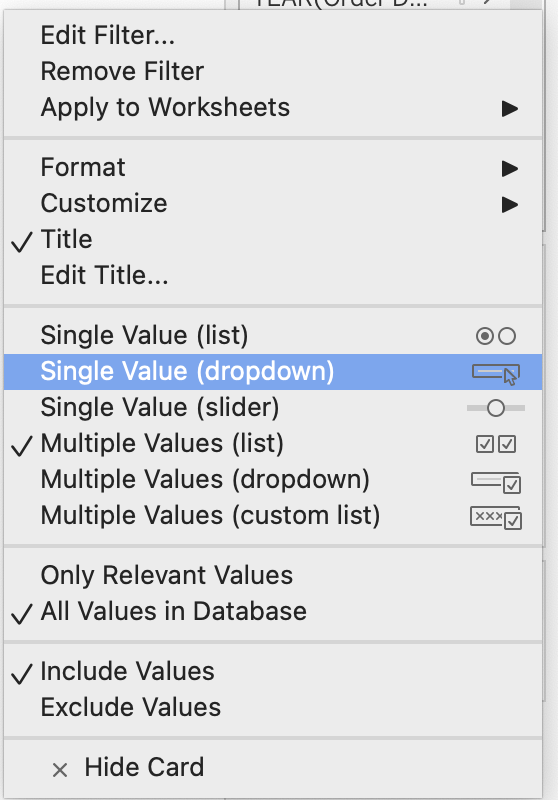 YEAR(Order D...
Edit Filter...
Remove Filter
Apply to Worksheets
Format
Customize
Title
Edit Title...
Single Value (list)
Single Value (dropdown)
Single Value (slider)
Multiple Values (list)
Multiple Values (dropdown)
Multiple Values (custom list)
Only Relevant Values
All Values in Database
Include Values
Exclude Values
Hide Card